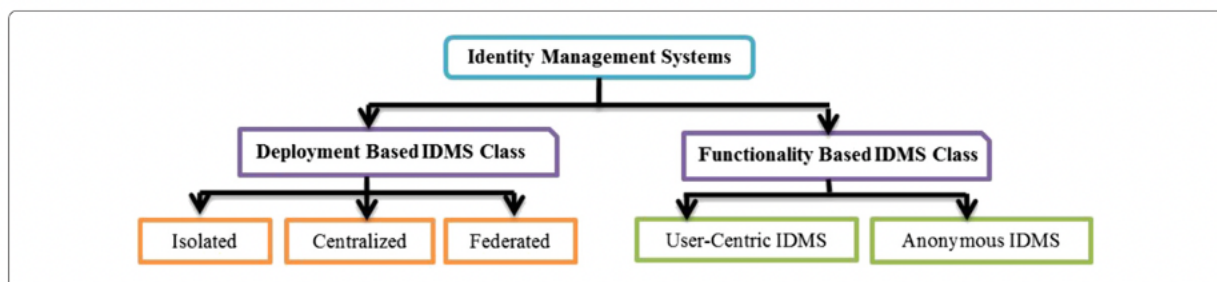 Identity Management Systems
Deployment Based IDMS Class
Functionality Based IDMS Class
Isolated
Centralized
Federated
User-Centric IDMS
Anonymous IDMS